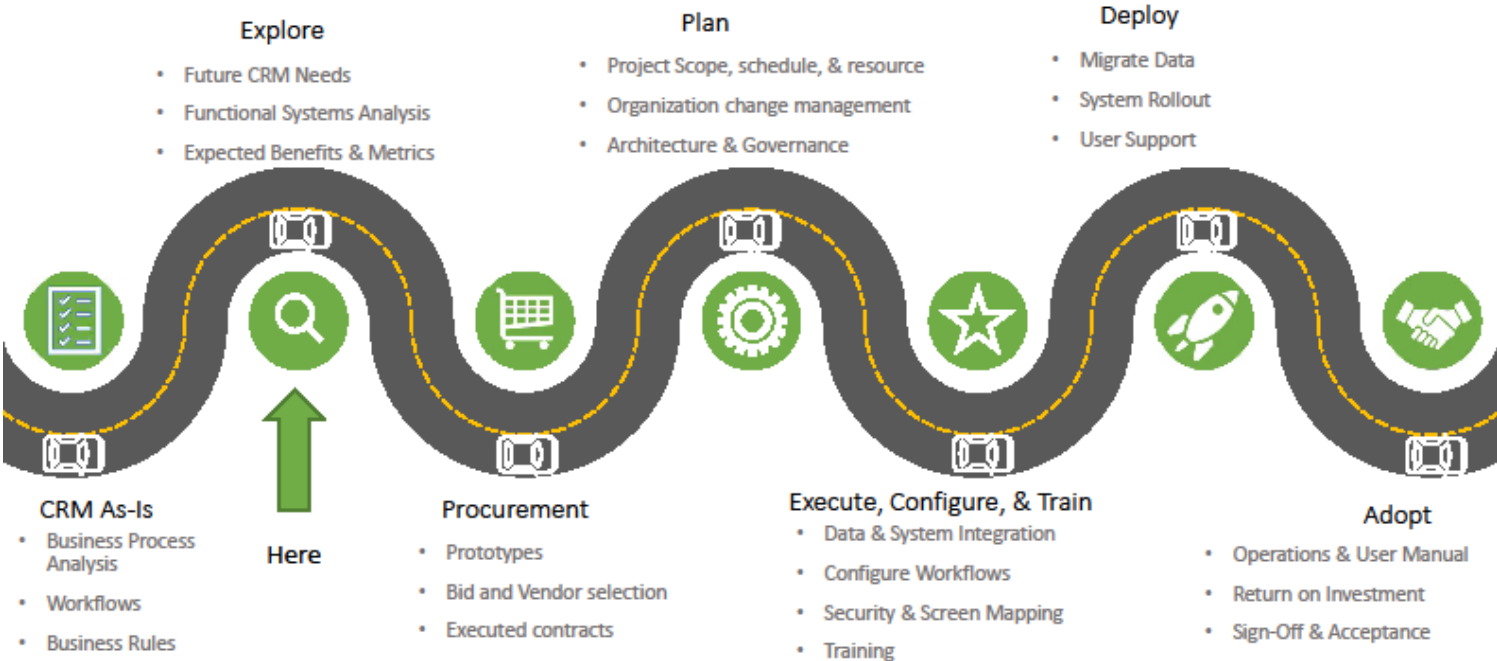 Explore
• Future CRM Needs
• Functional Systems Analysis
• Expected Benefits & Metrics
Plan
• Project Scope, schedule, & resource
• Organization change management
• Architecture & Governance
Deploy
• Migrate Data
• System Rollout
• User Support
CRM As-Is
• Business Process
Analysis
• Workflows
• Business Rules
Here
Procurement
• Prototypes
• Bid and Vendor selection
• Executed contracts
Execute, Configure, & Train
• Data & System Integration
• Configure Workflows
• Security & Screen Mapping
• Training
Adopt
• Operations & User Manual
• Return on Investment
• Sign-Off & Acceptance